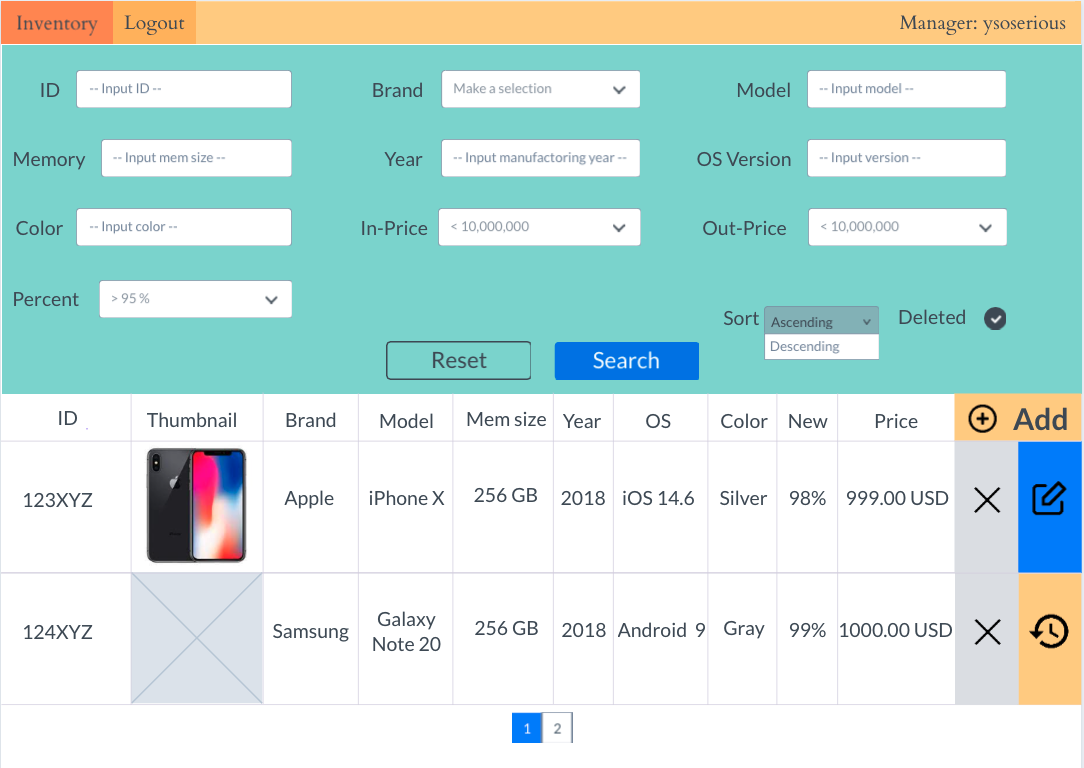 Inventory Logout Manager: ysoserious
ID -- Input ID -- Brand Make a selection Model -- Input model --
Memory -- Input mem size -- Year -- Input manufactoring year -- OS Version -- Input version --
Color -- Input color -- In-Price < 10,000,000 Out-Price < 10,000,000
Percent > 95 %
Sort Ascending Deleted
Descending
Reset Search
ID Thumbnail Brand Model Mem size Year OS Color New Price Add
123XYZ Apple iPhone X 256 GB 2018 iOS 14.6 Silver 98% 999.00 USD
124XYZ Samsung Galaxy Note 20 256 GB 2018 Android 9 Gray 99% 1000.00 USD
1 2